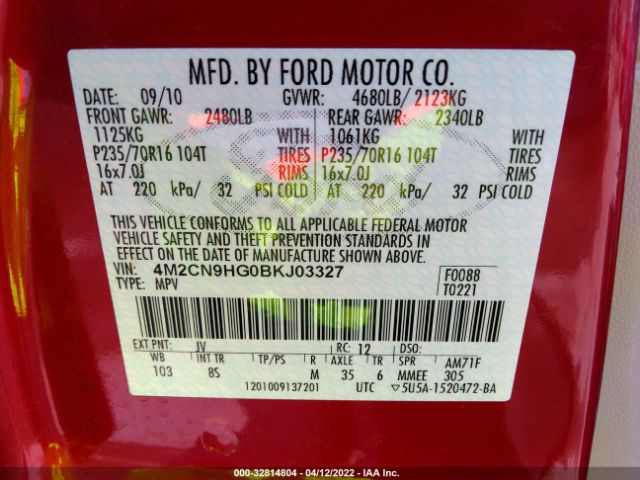 MFD. BY FORD MOTOR CO.
DATE: 09/10 GVWR: 4680LB/ 2123KG
FRONT GAWR: 2480LB REAR GAWR: 2340LB
1125KG WITH 1061KG WITH
P235/70R16 104T TIRES P235/70R16 104T TIRES
16x7.0J RIMS 16x7.0J RIMS
AT 220 kPa/ 32 PSI COLD AT 220 kPa/ 32 PSI COLD
THIS VEHICLE CONFORMS TO ALL APPLICABLE FEDERAL MOTOR
VEHICLE SAFETY AND THEFT PREVENTION STANDARDS IN
EFFECT ON THE DATE OF MANUFACTURE SHOWN ABOVE.
VIN: 4M2CN9HG0BKJ03327 F0088
TYPE: MPV T0221
EXT PNT: JV RC: 12 DSO:
WB INT TR TP/PS R AXLE TR SPR AM71F
103 8S M 35 6 MMEE 305
1201009137201 UTC ▽5U5A-1520472-BA
000-32814804 - 04/12/2022 - IAA Inc.